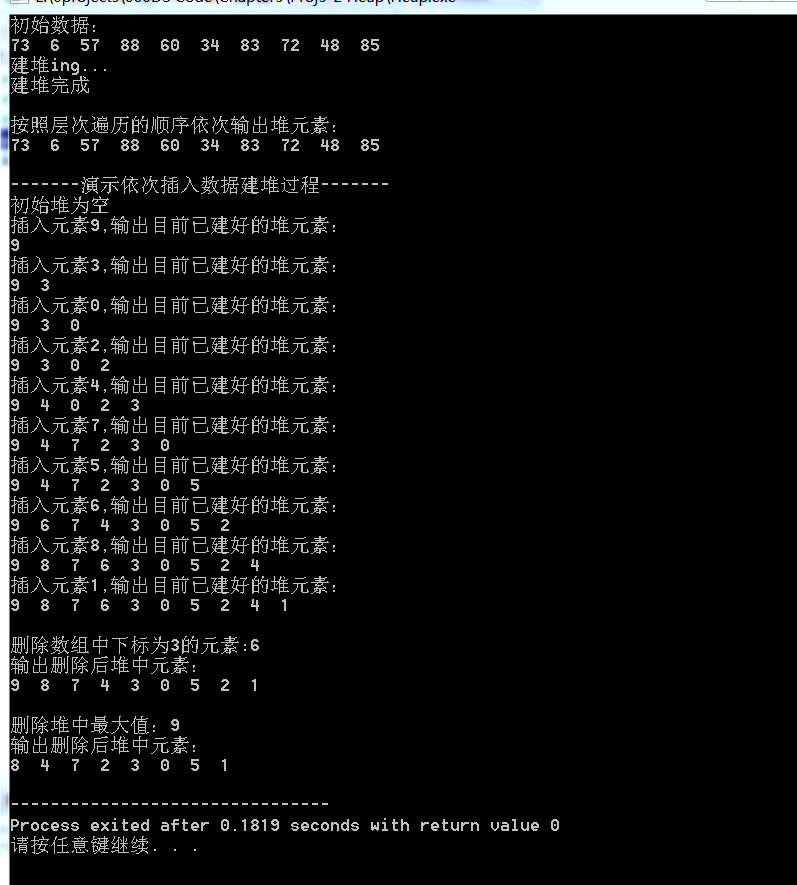 初始数据:
73 6 57 88 60 34 83 72 48 85
建堆ing...
建堆完成
按照层次遍历的顺序依次输出堆元素:
73 6 57 88 60 34 83 72 48 85
-------演示依次插入数据建堆过程-------
初始堆为空
插入元素9,输出目前已建好的堆元素:
9
插入元素3,输出目前已建好的堆元素:
9 3
插入元素0,输出目前已建好的堆元素:
9 3 0
插入元素2,输出目前已建好的堆元素:
9 3 0 2
插入元素4,输出目前已建好的堆元素:
9 4 0 2 3
插入元素7,输出目前已建好的堆元素:
9 4 7 2 3 0
插入元素5,输出目前已建好的堆元素:
9 4 7 2 3 0 5
插入元素6,输出目前已建好的堆元素:
9 6 7 4 3 0 5 2
插入元素8,输出目前已建好的堆元素:
9 8 7 6 3 0 5 2 4
插入元素1,输出目前已建好的堆元素:
9 8 7 6 3 0 5 2 4 1
删除数组中下标为3的元素:6
输出删除后堆中元素:
9 8 7 4 3 0 5 2 1
删除堆中最大值: 9
输出删除后堆中元素:
8 4 7 2 3 0 5 1
--------------------------------
Process exited after 0.1819 seconds with return value 0
请按任意键继续. . .